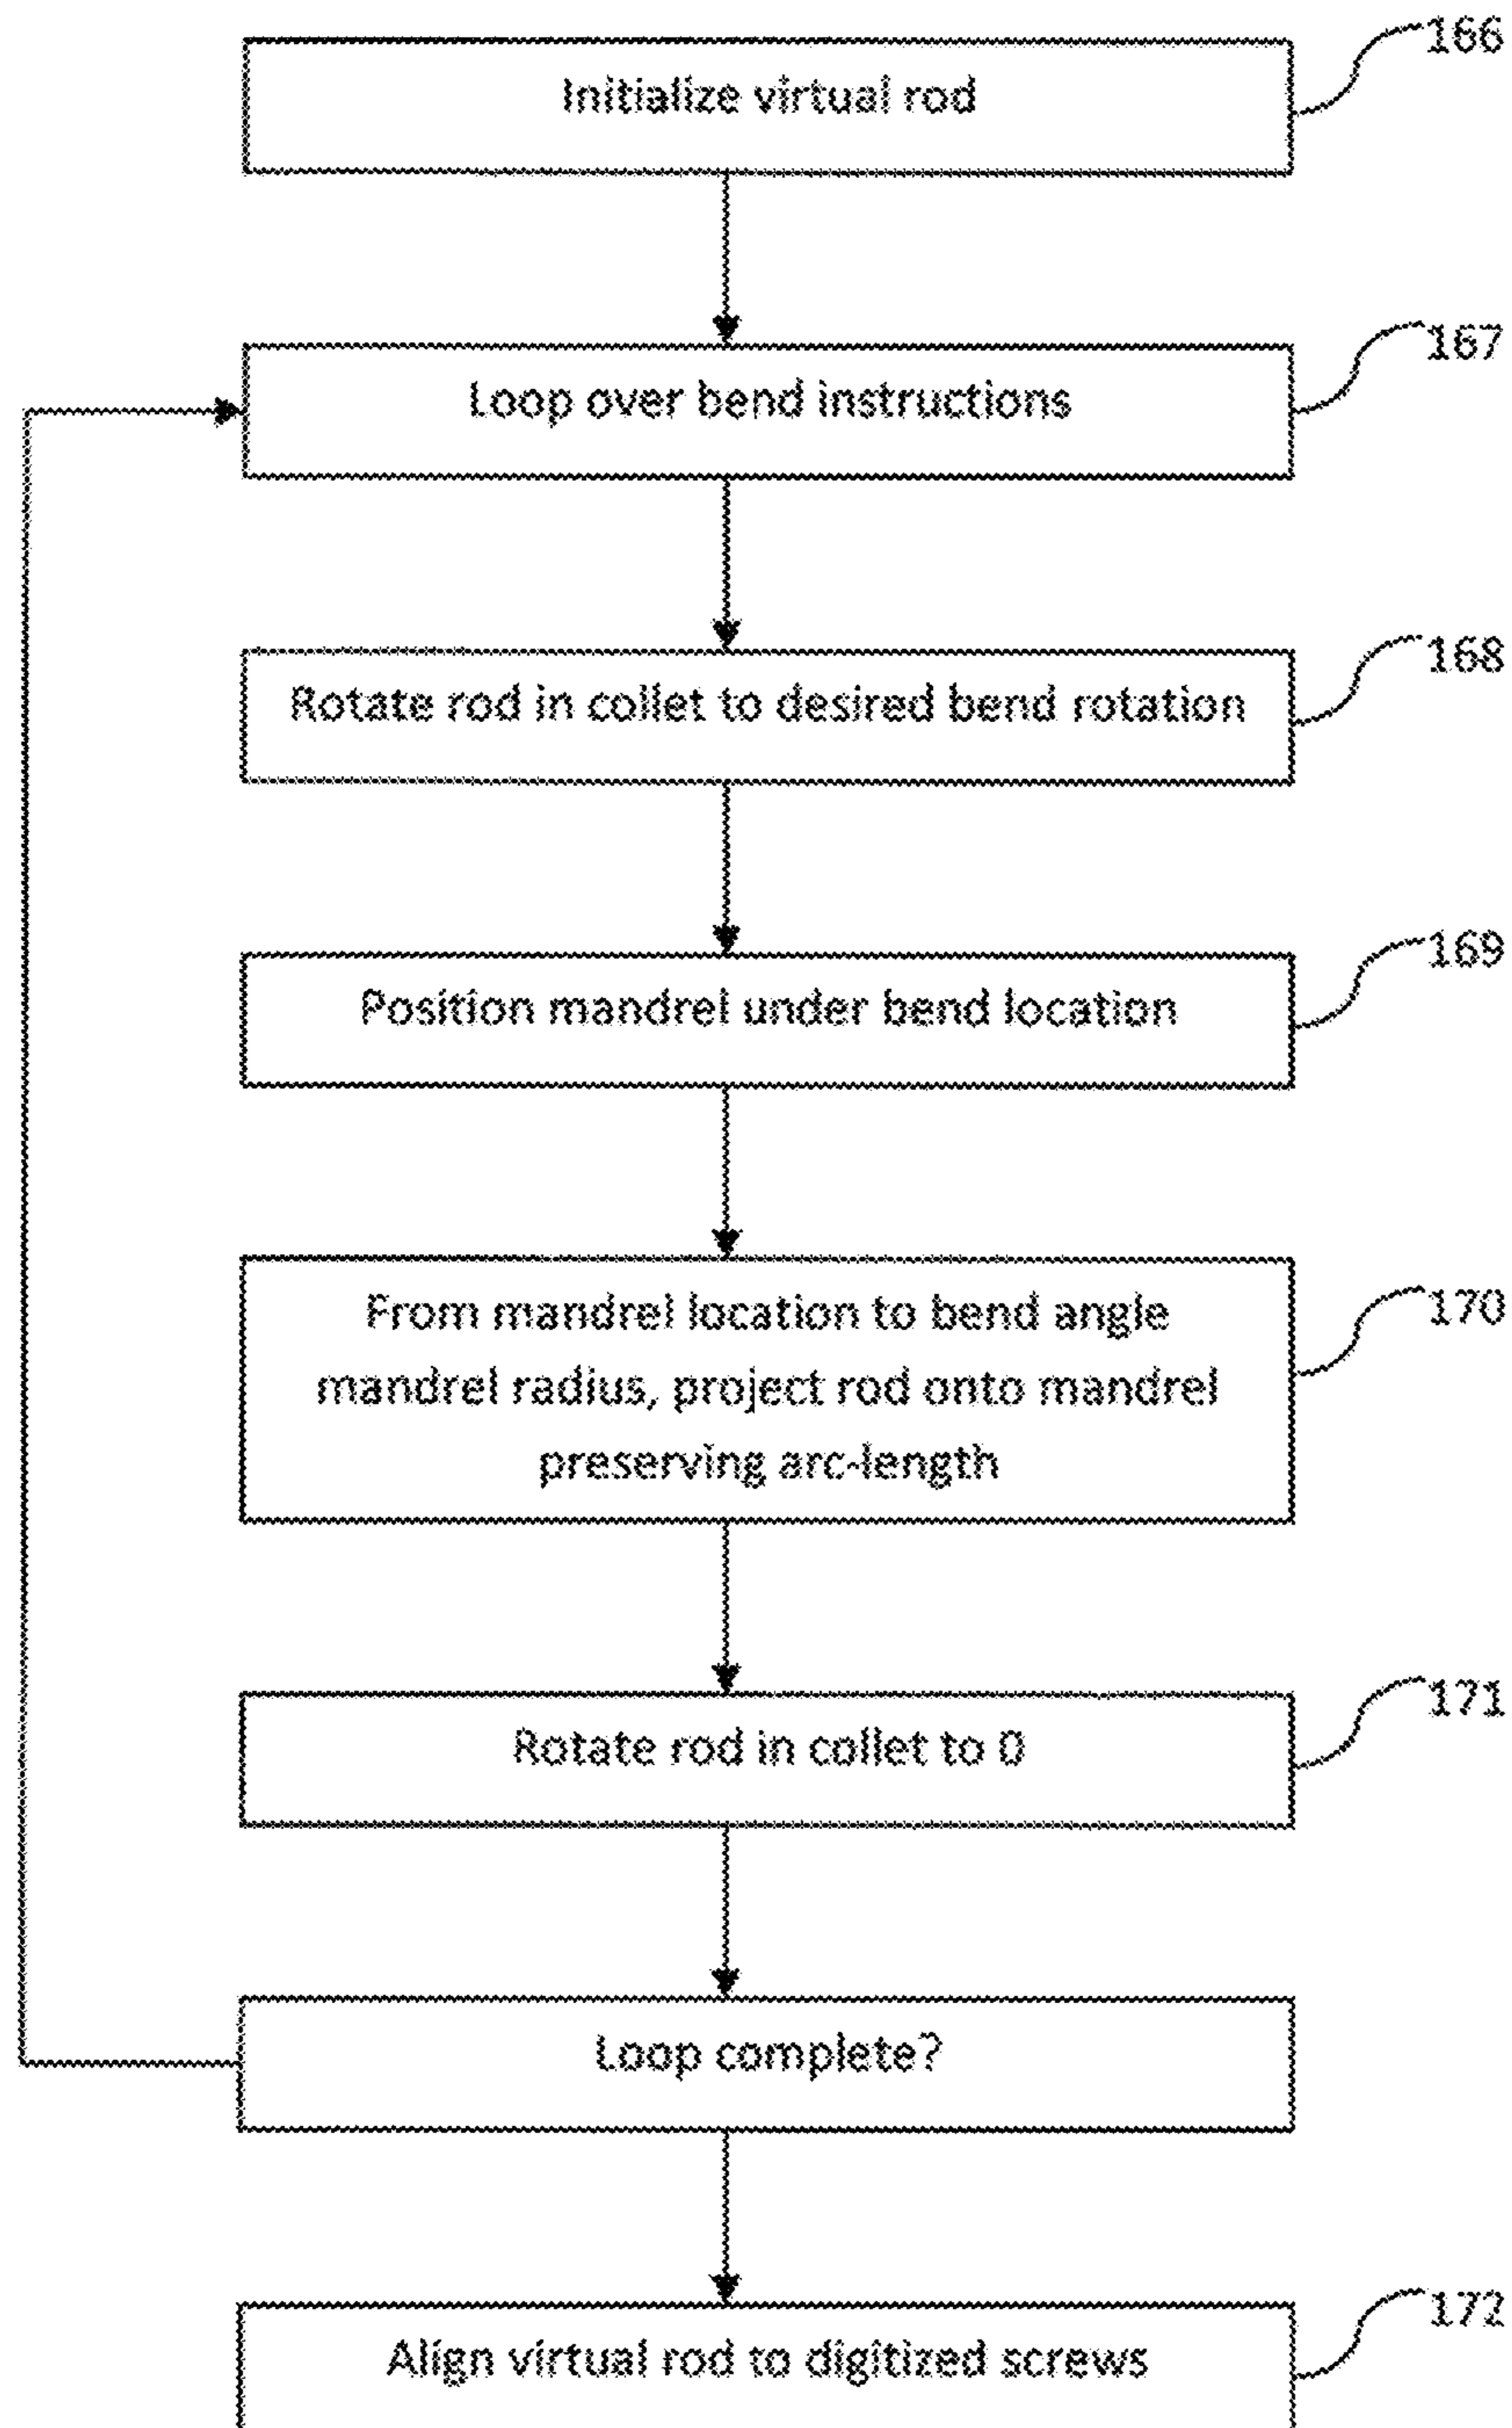 166
Initialize virtual rod
167
Loop over bend instructions
168
Rotate rod in collet to desired bend rotation
169
Position mandrel under bend location
170
From mandrel location to bend angle
mandrel radius, project rod onto mandrel
preserving arc-length
171
Rotate rod in collet to 0
Loop complete?
172
Align virtual rod to digitized screws